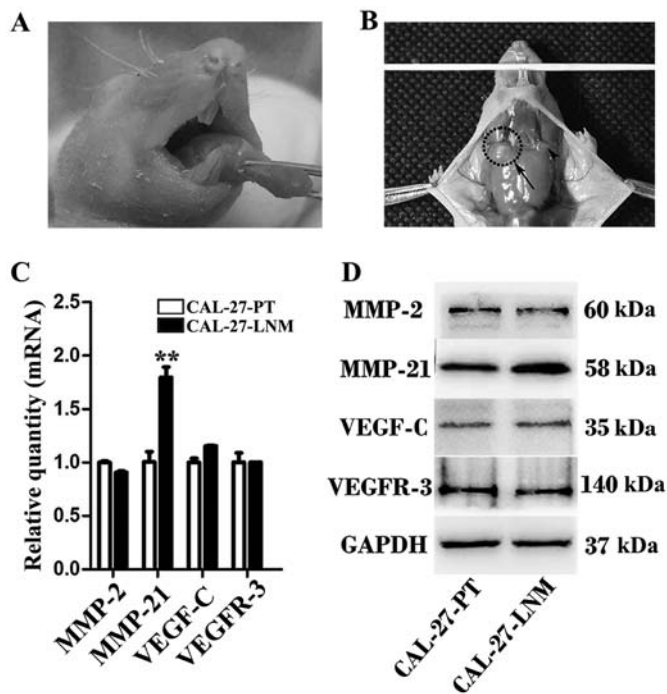 A
B
C
Relative quantity (mRNA)
2.5
2.0
1.5
1.0
0.5
0.0
CAL-27-PT
CAL-27-LNM
**
MMP-2
MMP-21
VEGF-C
VEGFR-3
D
MMP-2
60 kDa
MMP-21
58 kDa
VEGF-C
35 kDa
VEGFR-3
140 kDa
GAPDH
37 kDa
CAL-27-PT
CAL-27-LNM